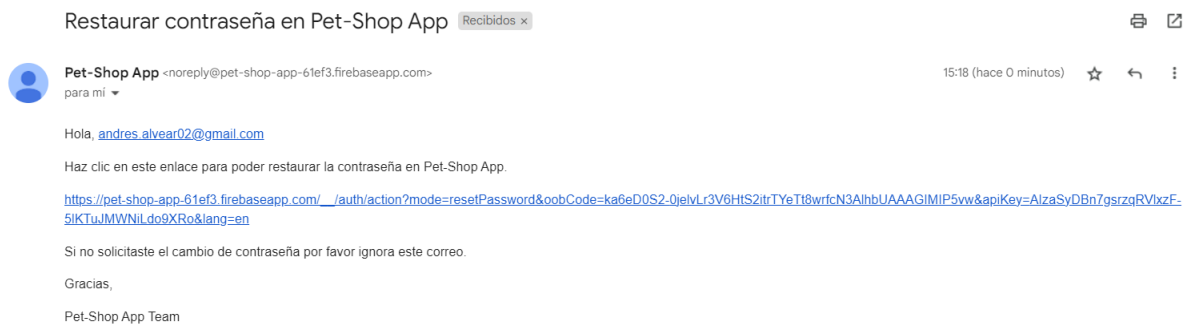 Restaurar contraseña en Pet-Shop App Recibidos ×
Pet-Shop App <noreply@pet-shop-app-61ef3.firebaseapp.com> 15:18 (hace 0 minutos)
para mí
Hola, andres.alvear02@gmail.com
Haz clic en este enlace para poder restaurar la contraseña en Pet-Shop App.
https://pet-shop-app-61ef3.firebaseapp.com/__/auth/action?mode=resetPassword&oobCode=ka6eD0S2-0jelvLr3V6HtS2itrTYeTt8wrfcN3AlhbUAAAGlMIP5vw&apiKey=AIzaSyDBn7gsrzqRVlxzF-
5lKTuJMWNiLdo9XRo&lang=en
Si no solicitaste el cambio de contraseña por favor ignora este correo.
Gracias,
Pet-Shop App Team